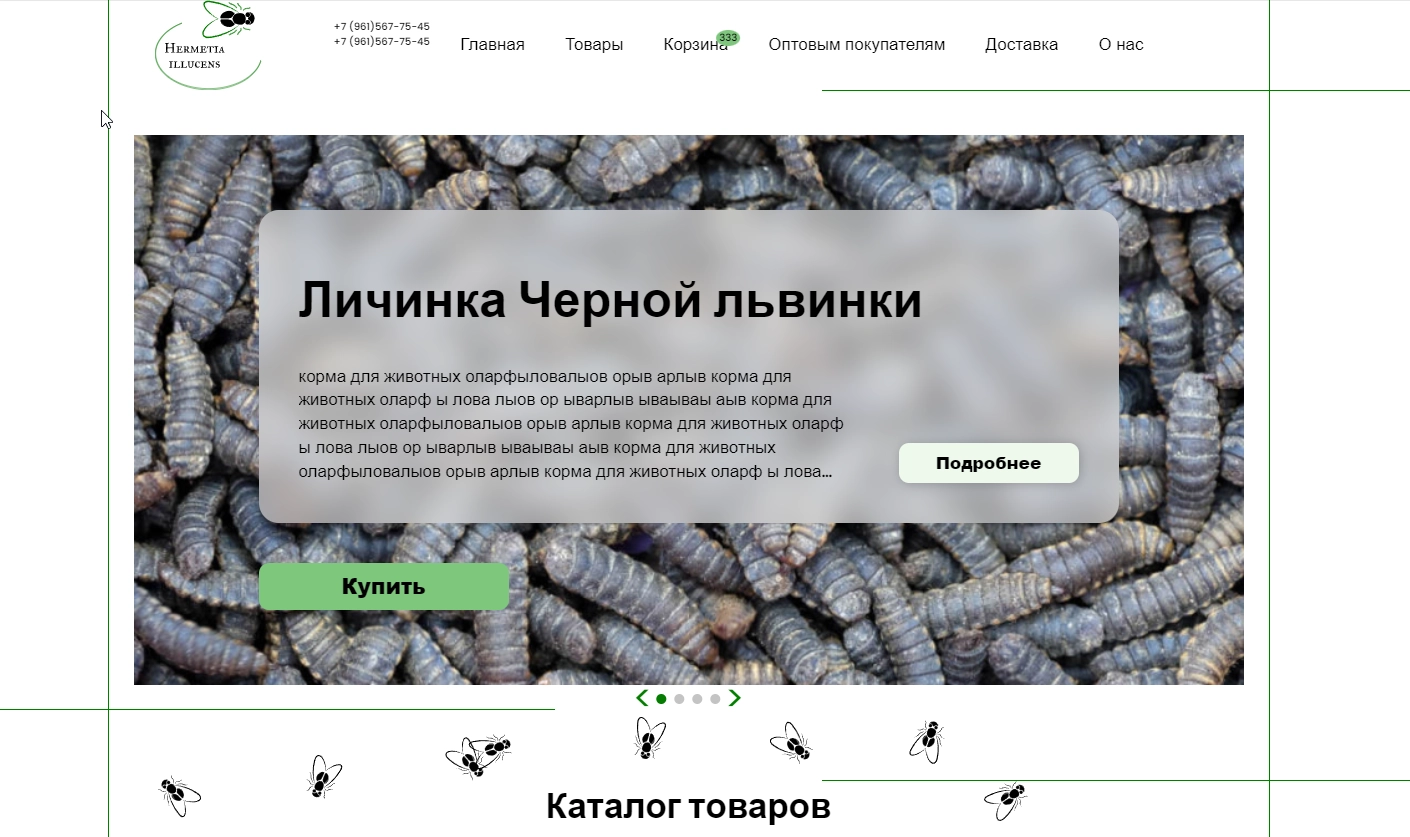 Hermetia
illucens
+7 (961)567-75-45
+7 (961)567-75-45
Главная
Товары
Корзина
333
Оптовым покупателям
Доставка
О нас
Личинка Черной львинки
корма для животных оларфыловалыов орыв арлыв корма для
животных оларф ы лова лыов ор ыварлыв ываываы аыв корма для
животных оларфыловалыов орыв арлыв корма для животных оларф
ы лова лыов ор ыварлыв ываываы аыв корма для животных
оларфыловалыов орыв арлыв корма для животных оларф ы лова...
Подробнее
Купить
Каталог товаров